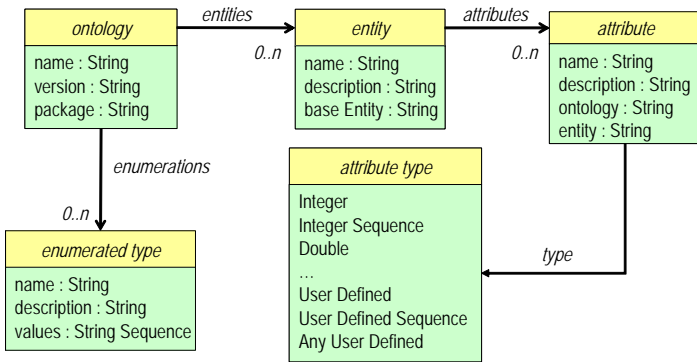 ontology
name : String
version : String
package : String
entities
0..n
entity
name : String
description : String
base Entity : String
attributes
0..n
attribute
name : String
description : String
ontology : String
entity : String
enumerations
0..n
enumerated type
name : String
description : String
values : String Sequence
attribute type
Integer
Integer Sequence
Double
...
User Defined
User Defined Sequence
Any User Defined
type